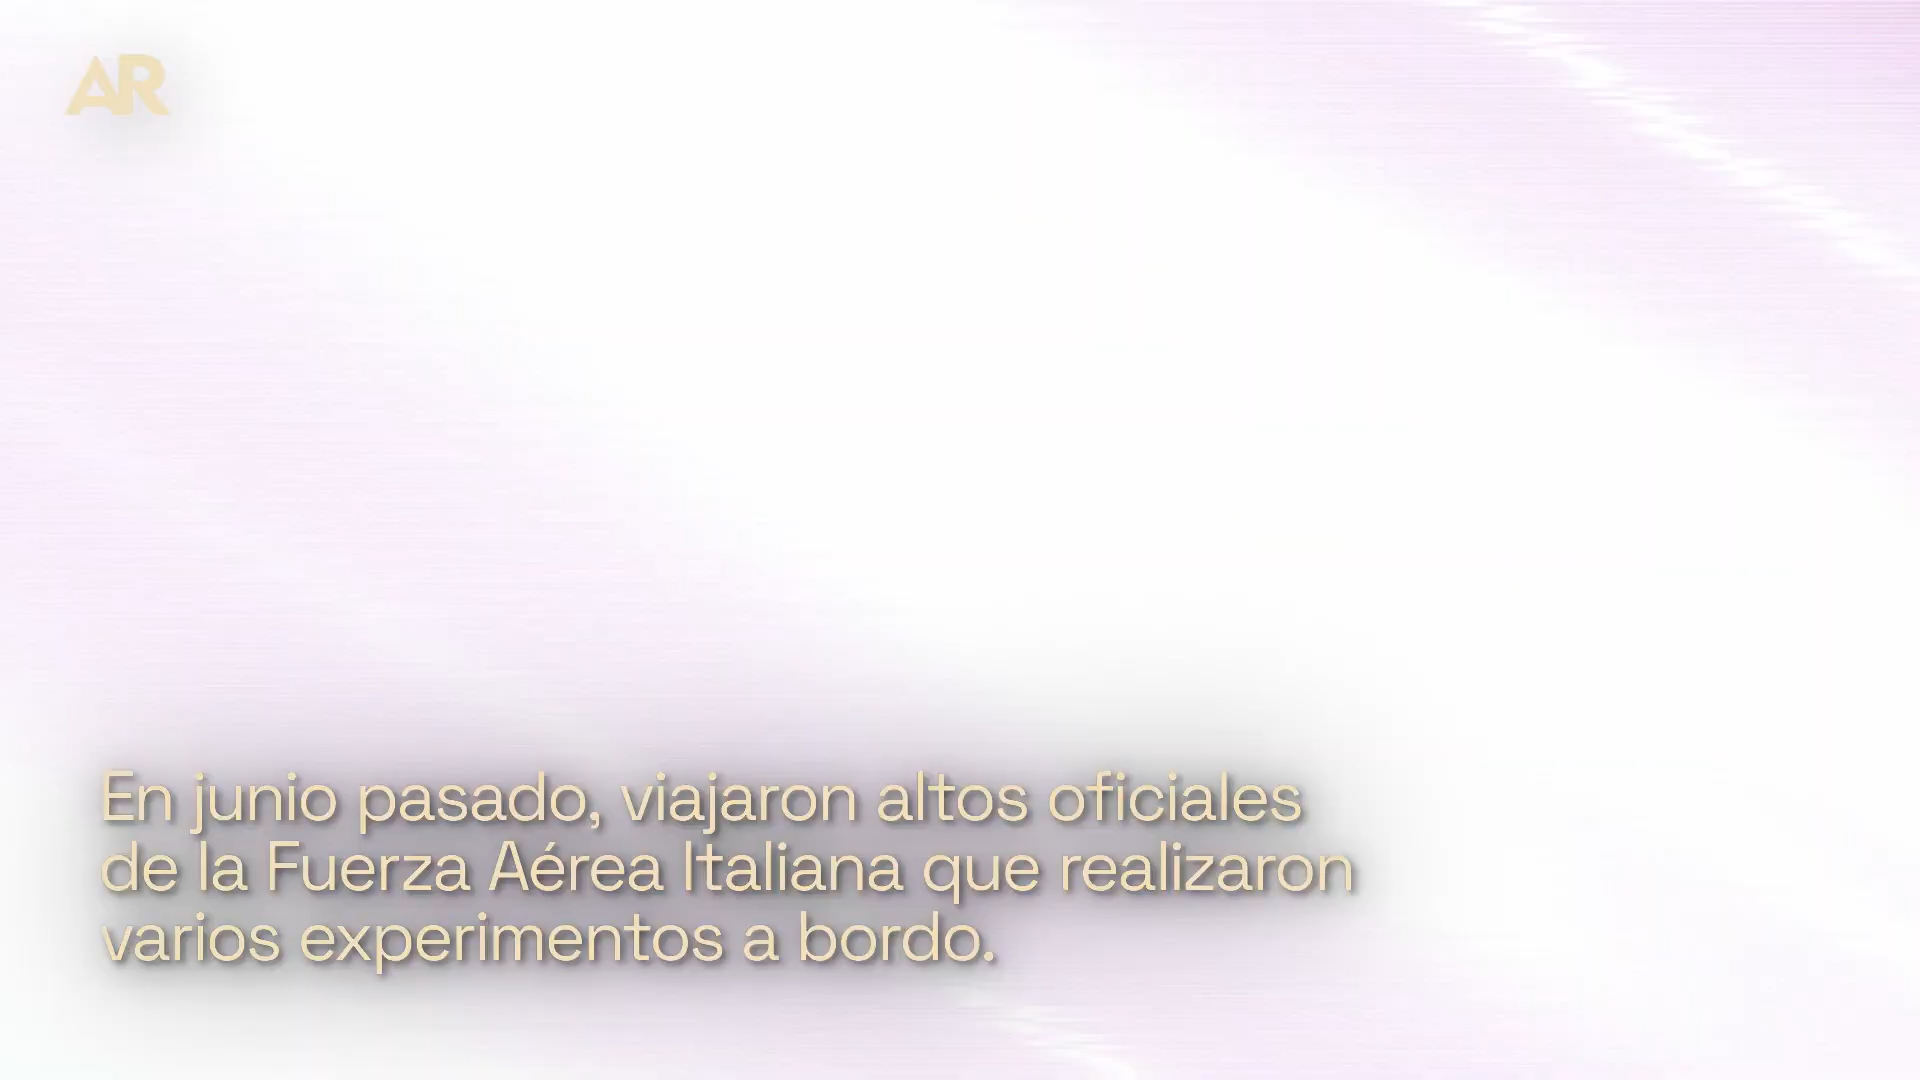 AR
En junio pasado, viajaron altos oficiales
de la Fuerza Aérea Italiana que realizaron
varios experimentos a bordo.